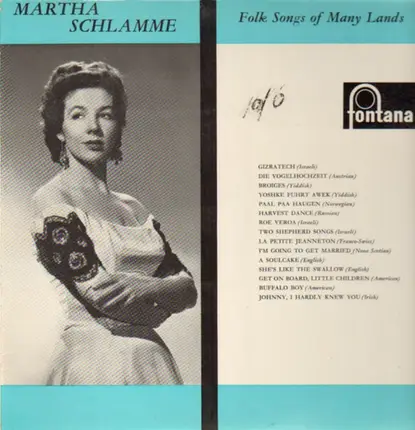 MARTHA
SCHLAMME
Folk Songs of Many Lands
19/6
fontana
GIZRATECH (Israeli)
DIE VOGELHOCHZEIT (Austrian)
BROIGES (Yiddish)
YOSHKE FUHRT AWEK (Yiddish)
PAAL PAA HAUGEN (Norwegian)
HARVEST DANCE (Russian)
ROE VEROA (Israeli)
TWO SHEPHERD SONGS (Israeli)
LA PETITE JEANNETON (Franco-Swiss)
I'M GOING TO GET MARRIED (Nova Scotian)
A SOULCAKE (English)
SHE'S LIKE THE SWALLOW (English)
GET ON BOARD, LITTLE CHILDREN (American)
BUFFALO BOY (American)
JOHNNY, I HARDLY KNEW YOU (Irish)